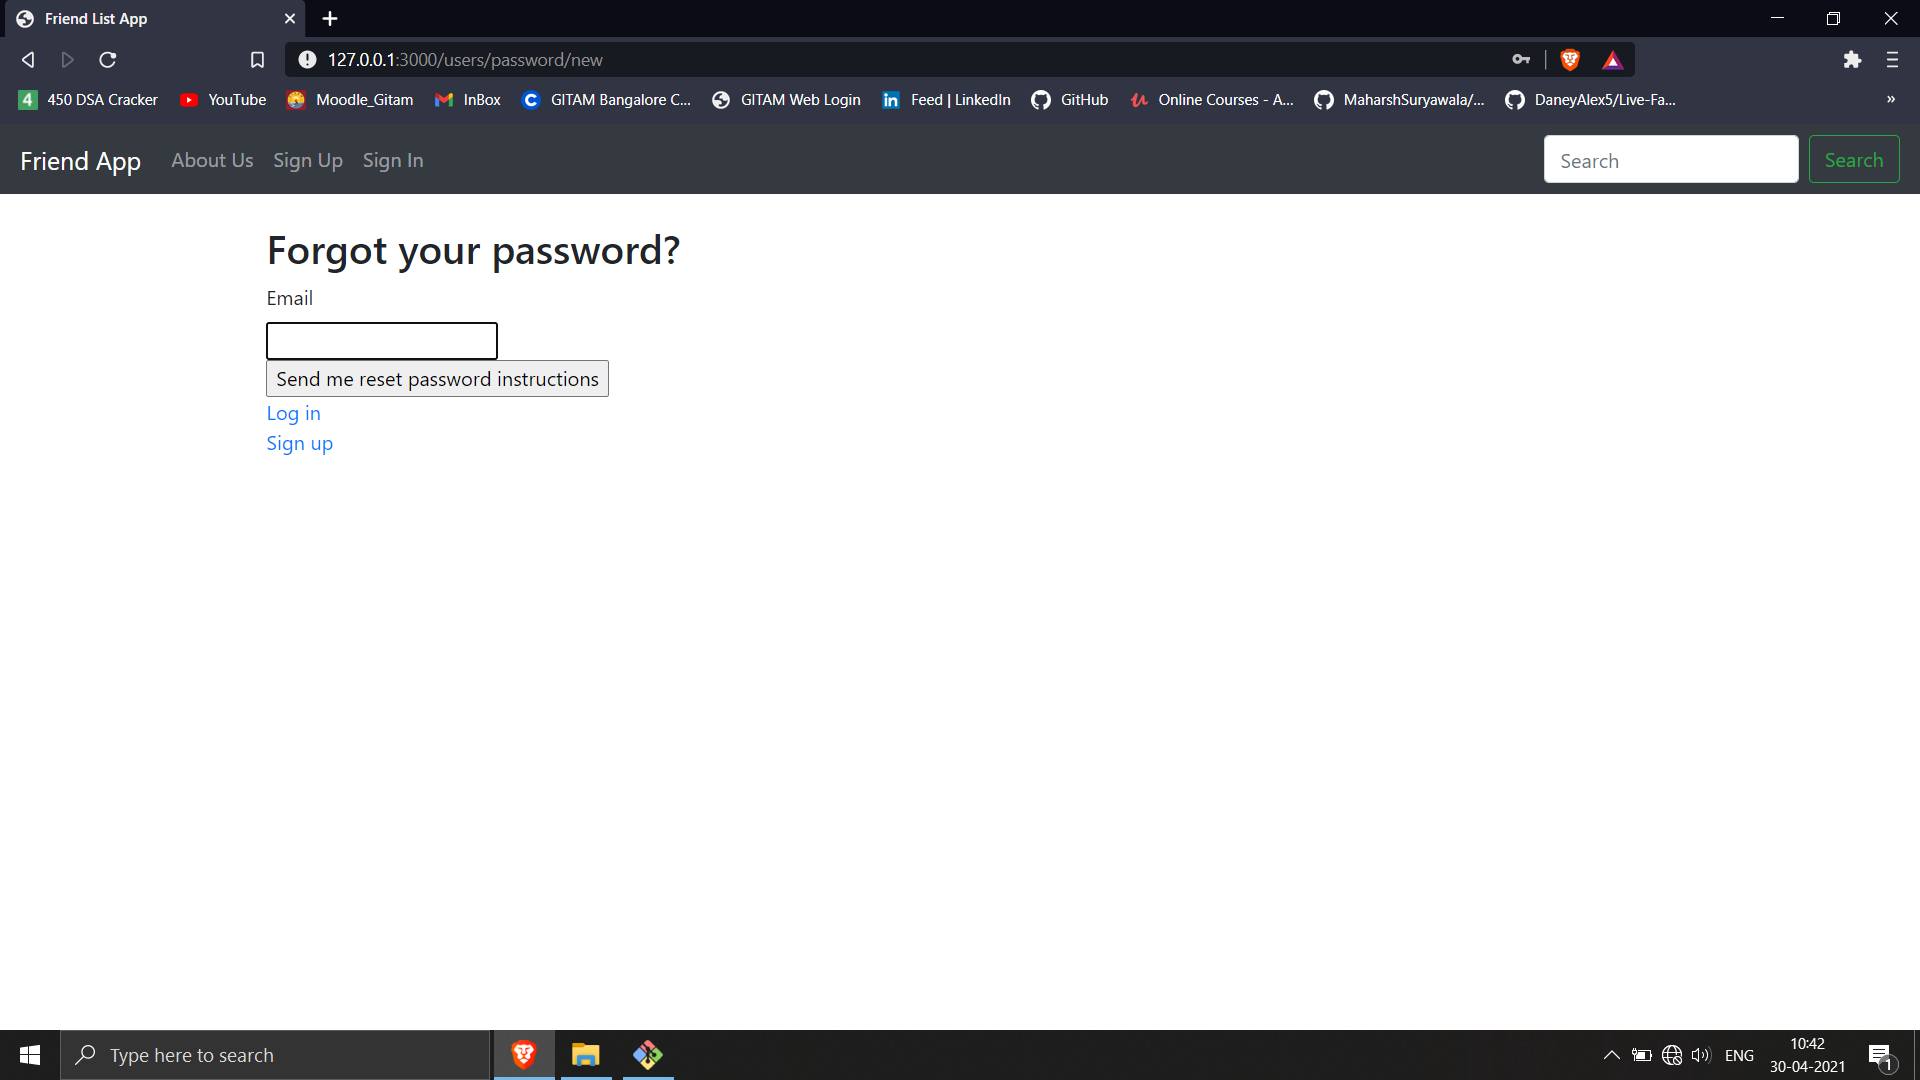 Friend List App
127.0.0.1:3000/users/password/new
4 450 DSA Cracker YouTube Moodle_Gitam InBox C GITAM Bangalore C... GITAM Web Login in Feed | LinkedIn GitHub Online Courses - A... MaharshSuryawala/... DaneyAlex5/Live-Fa... »
Friend App About Us Sign Up Sign In Search Search
Forgot your password?
Email
Send me reset password instructions
Log in
Sign up
Type here to search ENG 10:42
30-04-2021 1